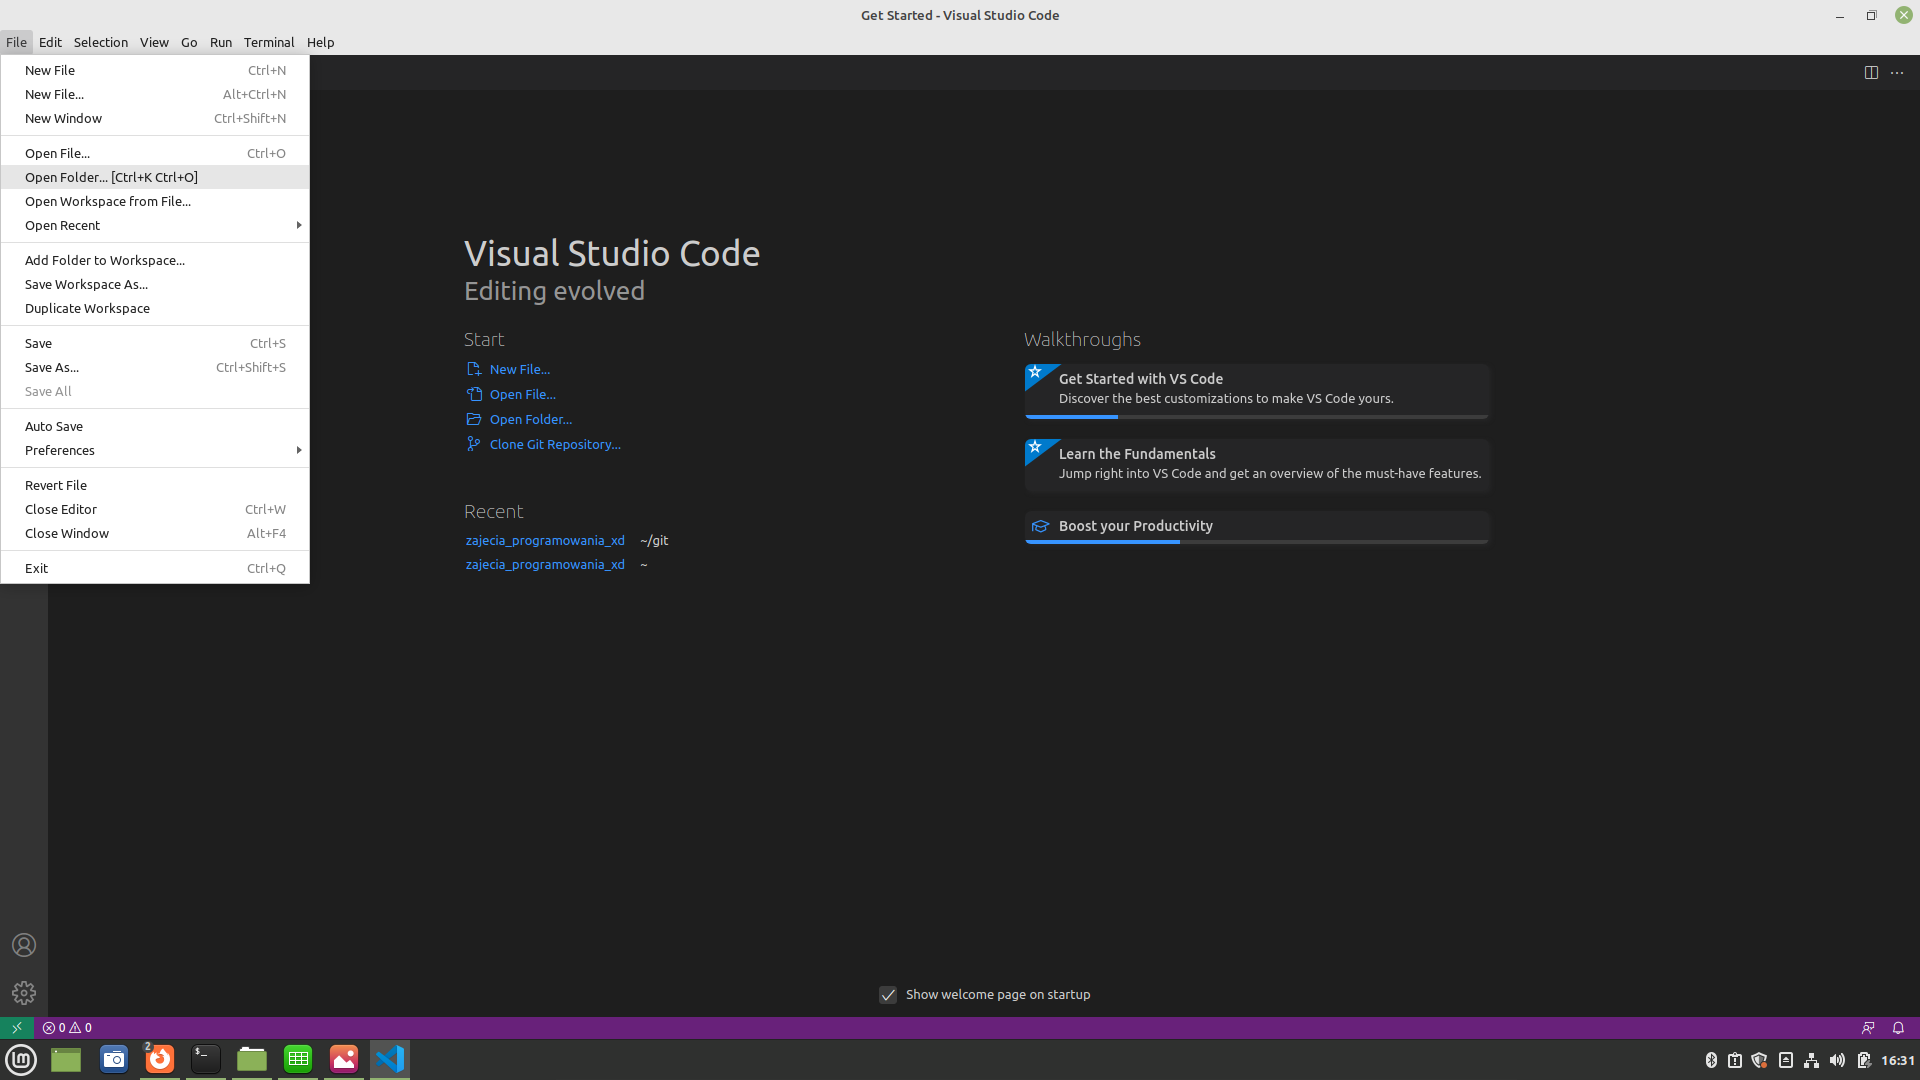 Get Started - Visual Studio Code
File Edit Selection View Go Run Terminal Help
New File Ctrl+N
New File... Alt+Ctrl+N
New Window Ctrl+Shift+N
Open File... Ctrl+O
Open Folder... [Ctrl+K Ctrl+O]
Open Workspace from File...
Open Recent
Add Folder to Workspace...
Save Workspace As...
Duplicate Workspace
Save Ctrl+S
Save As... Ctrl+Shift+S
Save All
Auto Save
Preferences
Revert File
Close Editor Ctrl+W
Close Window Alt+F4
Exit Ctrl+Q
Visual Studio Code
Editing evolved
Start
New File...
Open File...
Open Folder...
Clone Git Repository...
Recent
zajecia_programowania_xd ~/git
zajecia_programowania_xd ~
Walkthroughs
Get Started with VS Code
Discover the best customizations to make VS Code yours.
Learn the Fundamentals
Jump right into VS Code and get an overview of the must-have features.
Boost your Productivity
Show welcome page on startup
0 0
2
$_
16:31